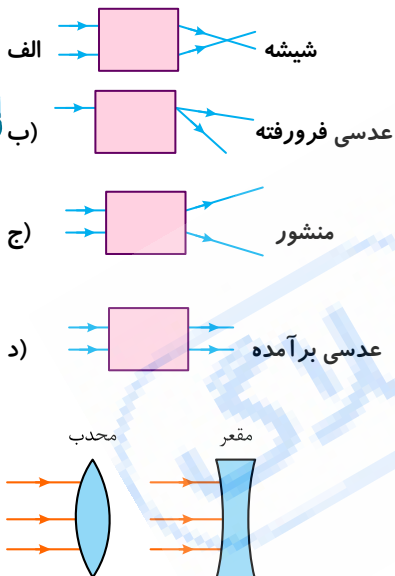 الف شیشه
ب) عدسی فرورفته
ج) منشور
د) عدسی برآمده
محدب مقعر